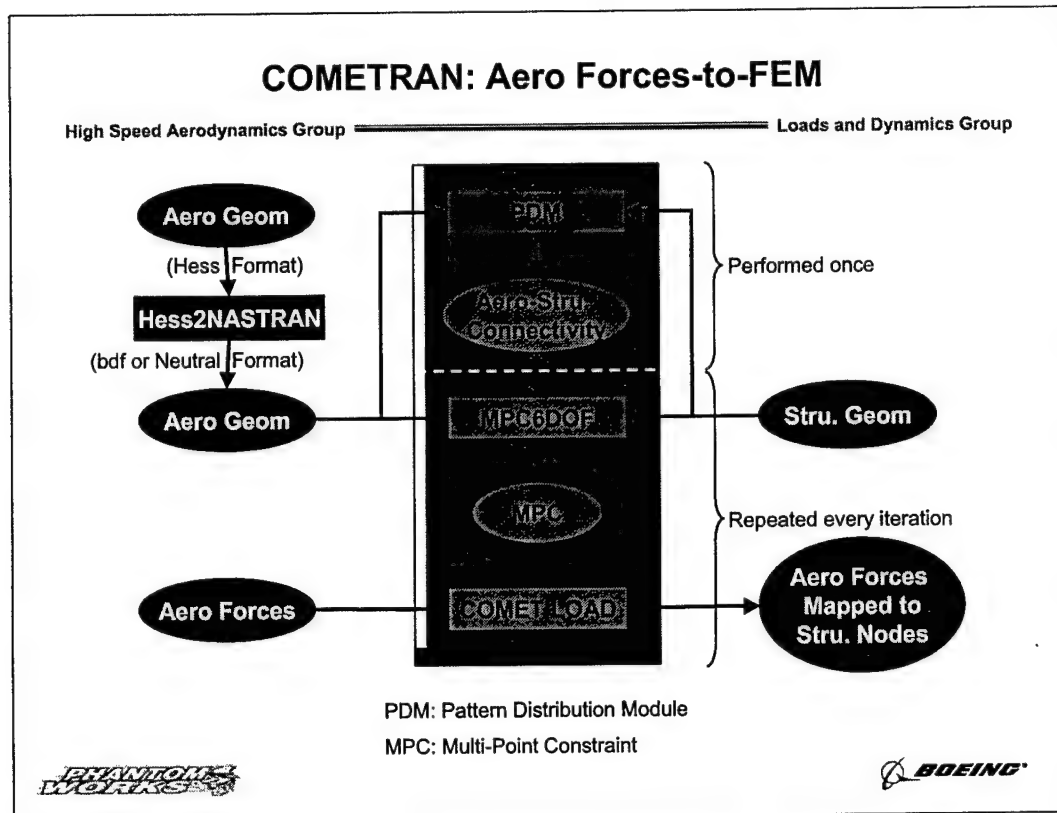 COMETRAN: Aero Forces-to-FEM
High Speed Aerodynamics Group
Loads and Dynamics Group
Aero Geom
(Hess Format)
Hess2NASTRAN
(bdf or Neutral Format)
Aero Geom
Aero Forces
PDM
Aero-Stru.
Connectivity
MPC6DOF
MPC
COMET LOAD
Performed once
Stru. Geom
Repeated every iteration
Aero Forces
Mapped to
Stru. Nodes
PDM: Pattern Distribution Module
MPC: Multi-Point Constraint
PHANTOM
WORKS
BOEING®